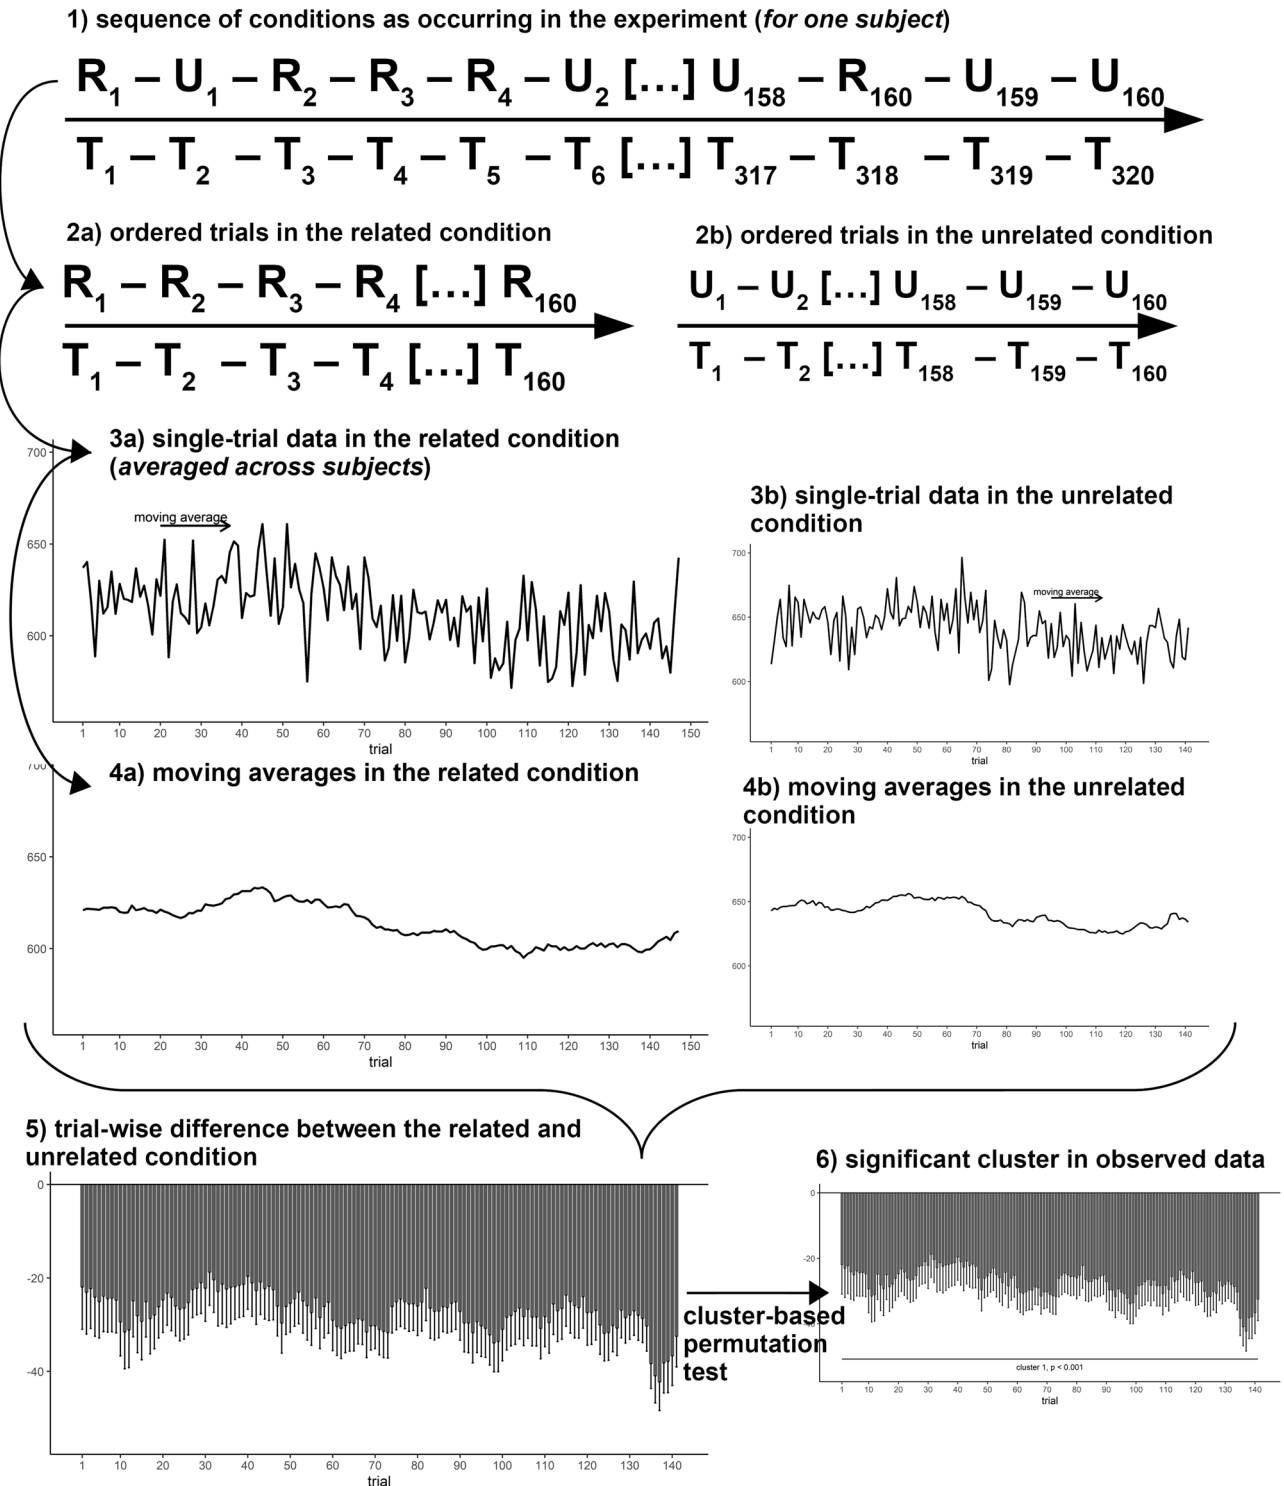 1) sequence of conditions as occurring in the experiment (for one subject)
R1 – U1 – R2 – R3 – R4 – U2 [...] U158 – R160 – U159 – U160
T1 – T2 – T3 – T4 – T5 – T6 [...] T317 – T318 – T319 – T320
2a) ordered trials in the related condition
R1 – R2 – R3 – R4 [...] R160
T1 – T2 – T3 – T4 [...] T160
2b) ordered trials in the unrelated condition
U1 – U2 [...] U158 – U159 – U160
T1 – T2 [...] T158 – T159 – T160
3a) single-trial data in the related condition
(averaged across subjects)
700
moving average
650
600
1 10 20 30 40 50 60 70 80 90 100 110 120 130 140 150
trial
3b) single-trial data in the unrelated
condition
700
moving average
650
600
1 10 20 30 40 50 60 70 80 90 100 110 120 130 140
trial
4a) moving averages in the related condition
700
650
600
1 10 20 30 40 50 60 70 80 90 100 110 120 130 140 150
trial
4b) moving averages in the unrelated
condition
700
650
600
1 10 20 30 40 50 60 70 80 90 100 110 120 130 140
trial
5) trial-wise difference between the related and
unrelated condition
0
-20
-40
1 10 20 30 40 50 60 70 80 90 100 110 120 130 140
trial
cluster-based
permutation
test
6) significant cluster in observed data
0
-20
cluster 1, p < 0.001
1 10 20 30 40 50 60 70 80 90 100 110 120 130 140
trial